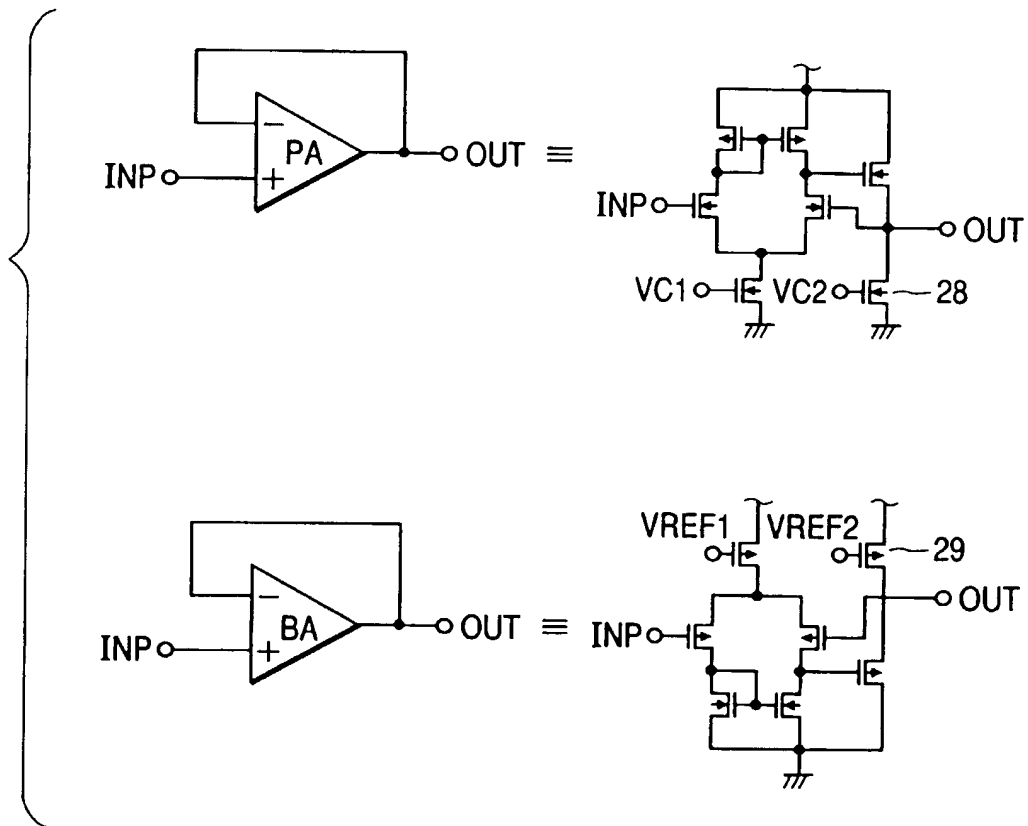 −
PA
+
INP
OUT
≡
INP
OUT
VC1
VC2
28
VREF1
VREF2
29
−
BA
+
INP
OUT
≡
INP
OUT